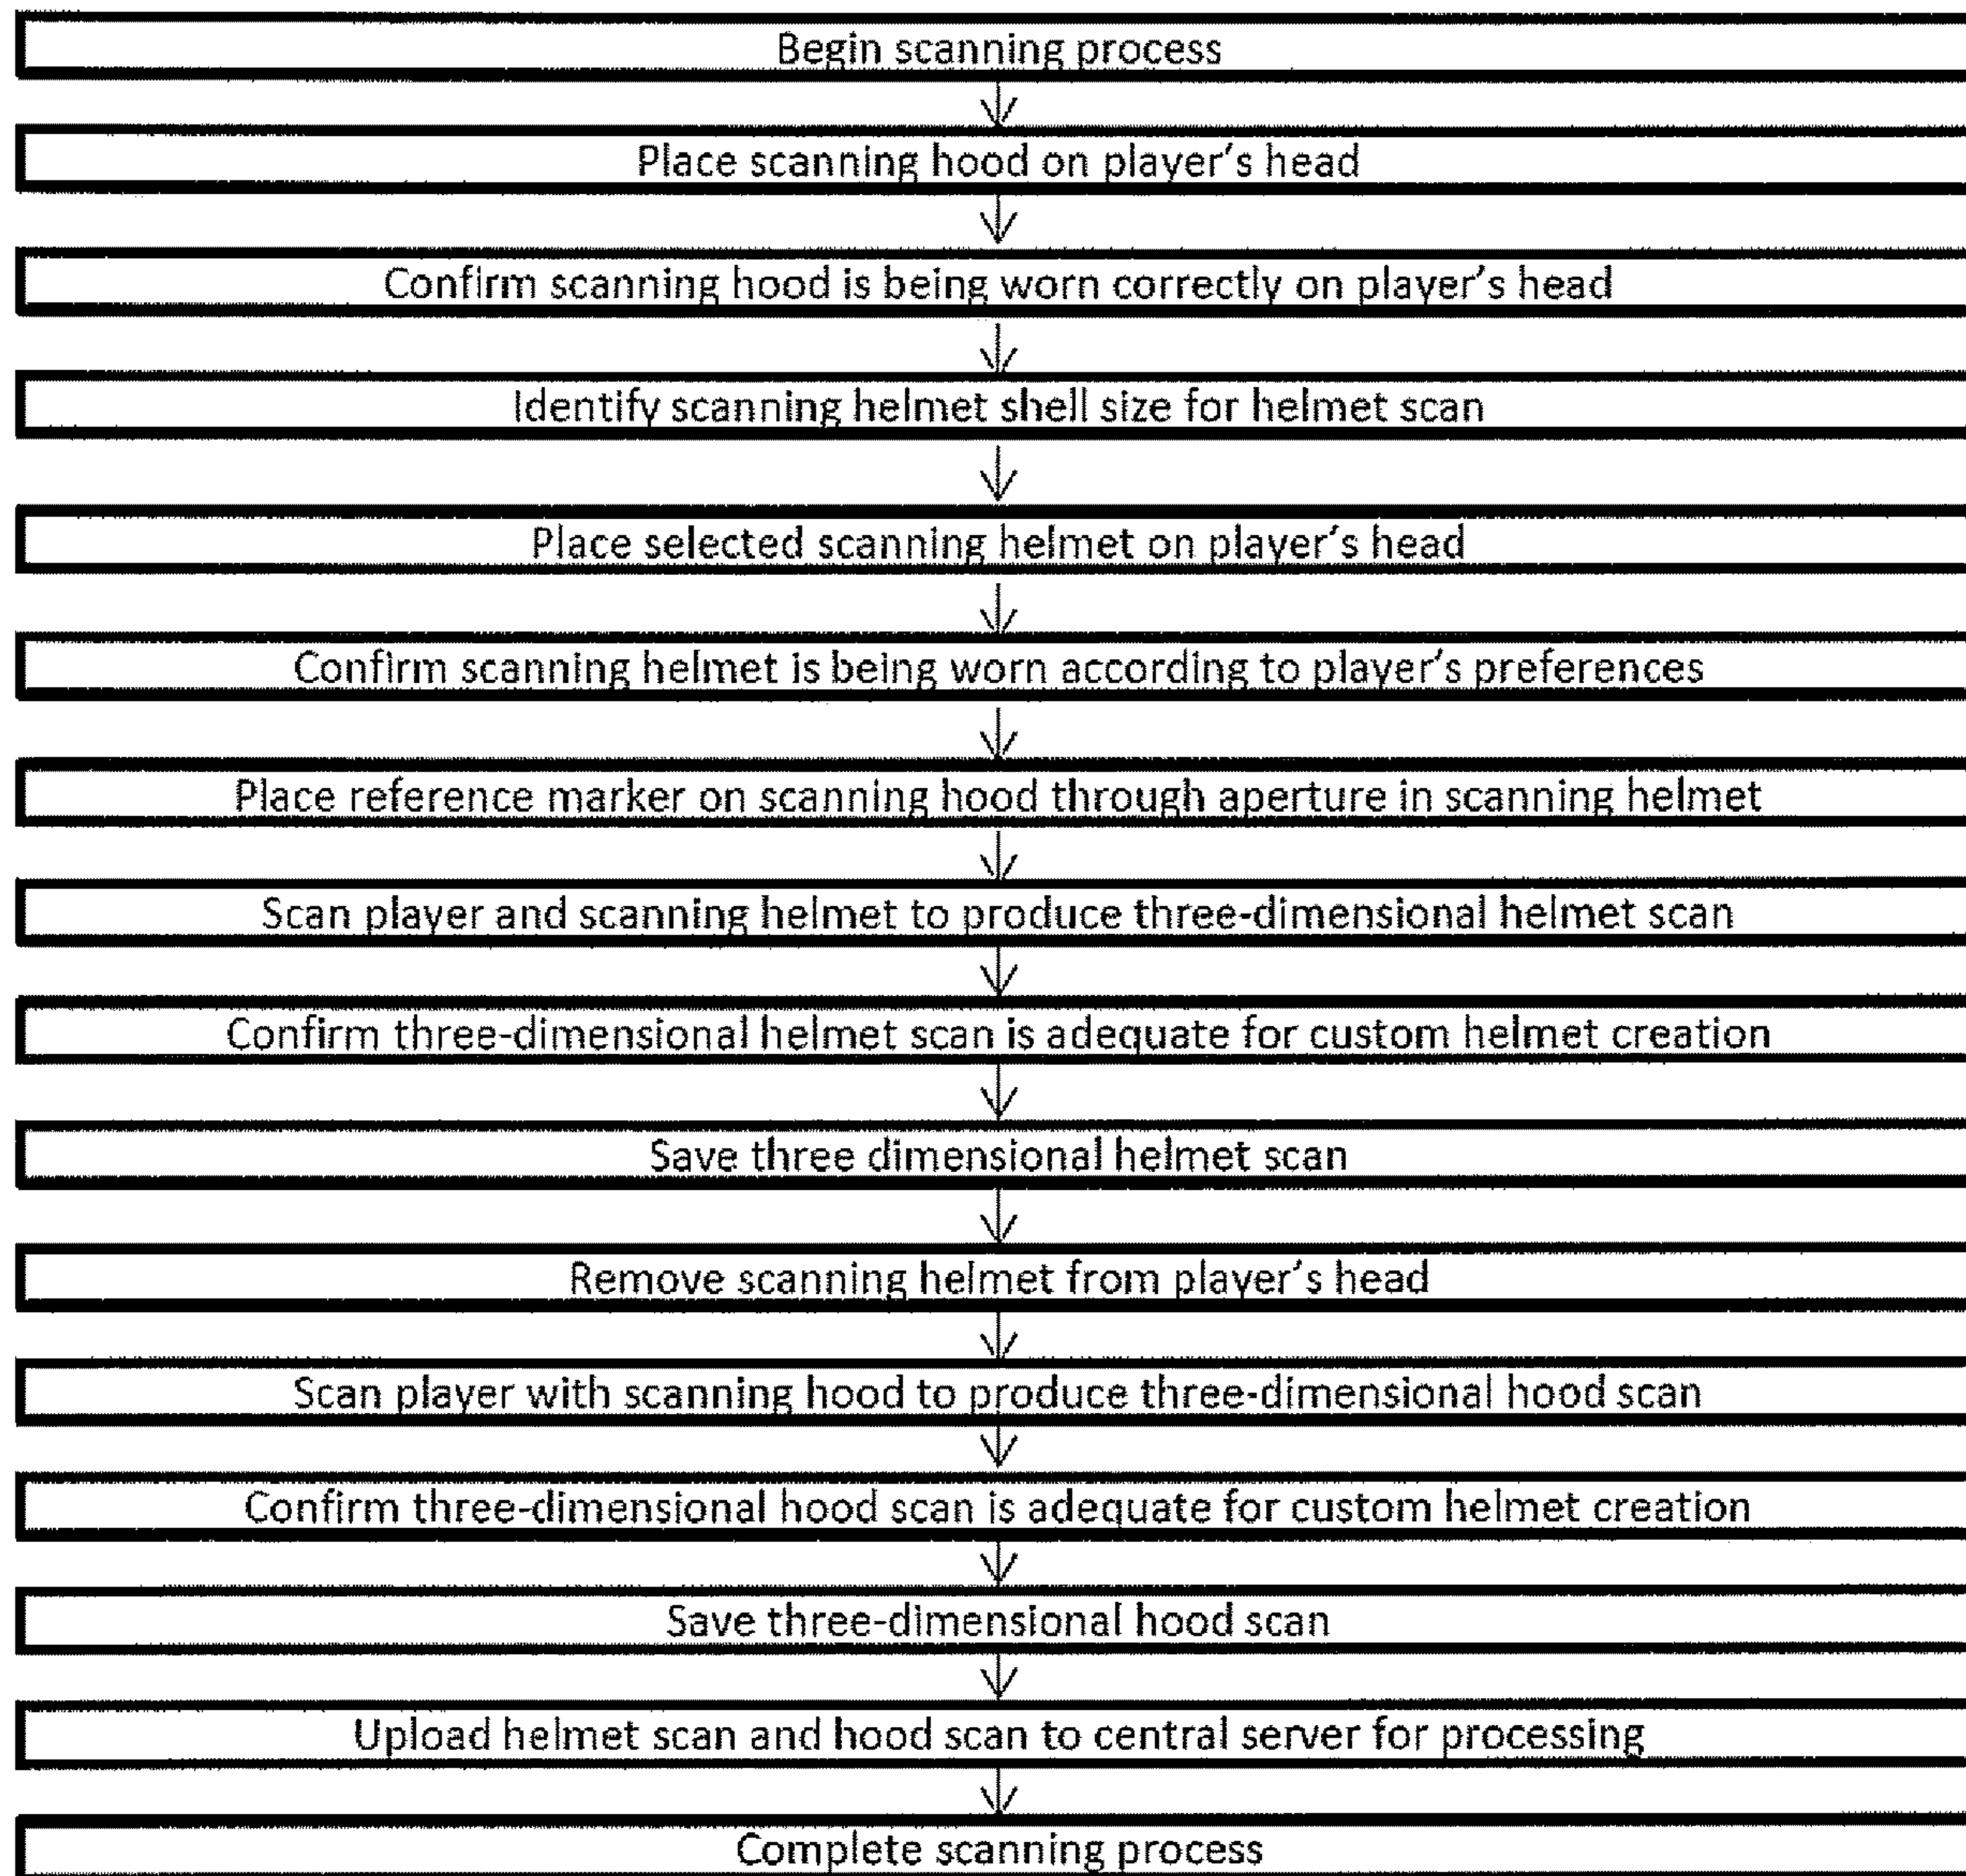 Begin scanning process
Place scanning hood on player's head
Confirm scanning hood is being worn correctly on player's head
Identify scanning helmet shell size for helmet scan
Place selected scanning helmet on player's head
Confirm scanning helmet is being worn according to player's preferences
Place reference marker on scanning hood through aperture in scanning helmet
Scan player and scanning helmet to produce three-dimensional helmet scan
Confirm three-dimensional helmet scan is adequate for custom helmet creation
Save three dimensional helmet scan
Remove scanning helmet from player's head
Scan player with scanning hood to produce three-dimensional hood scan
Confirm three-dimensional hood scan is adequate for custom helmet creation
Save three-dimensional hood scan
Upload helmet scan and hood scan to central server for processing
Complete scanning process